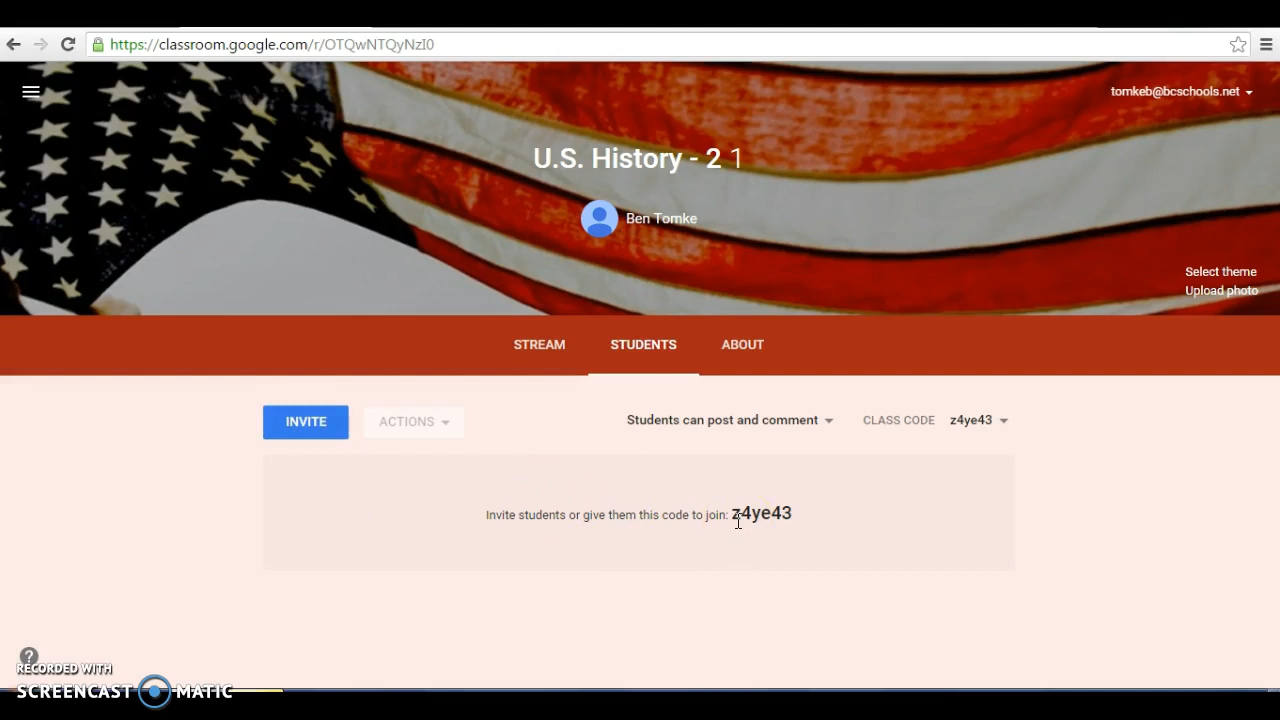 https://classroom.google.com/r/OTQwNTQyNzI0
tomkeb@bcschools.net
U.S. History - 2 1
Ben Tomke
Select theme
Upload photo
STREAM STUDENTS ABOUT
INVITE ACTIONS Students can post and comment CLASS CODE z4ye43
Invite students or give them this code to join: z4ye43
?
RECORDED WITH
SCREENCAST MATIC